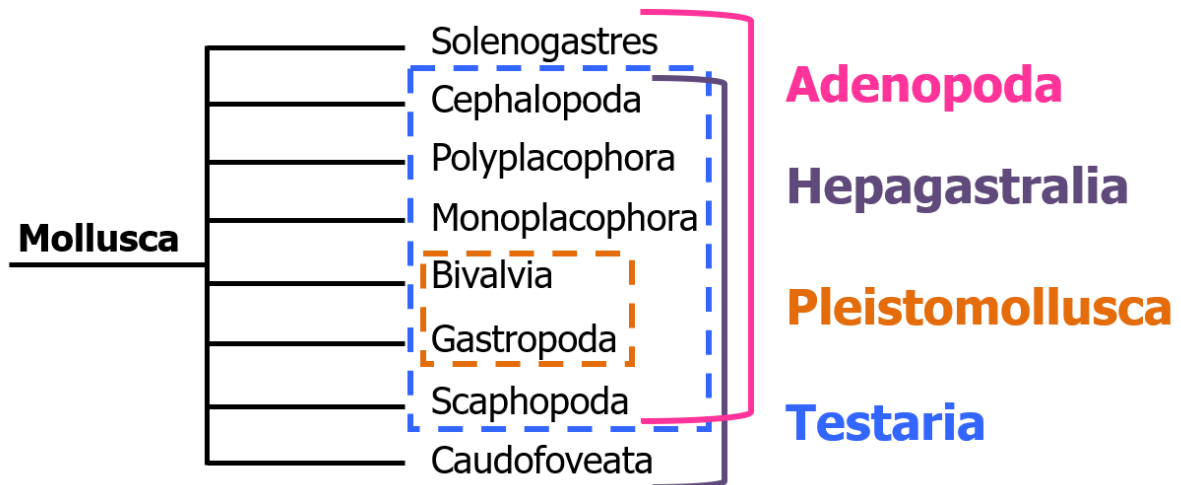 Solenogastres
Cephalopoda
Polyplacophora
Monoplacophora
Mollusca
Bivalvia
Gastropoda
Scaphopoda
Caudofoveata
Adenopoda
Hepagastralia
Pleistomollusca
Testaria